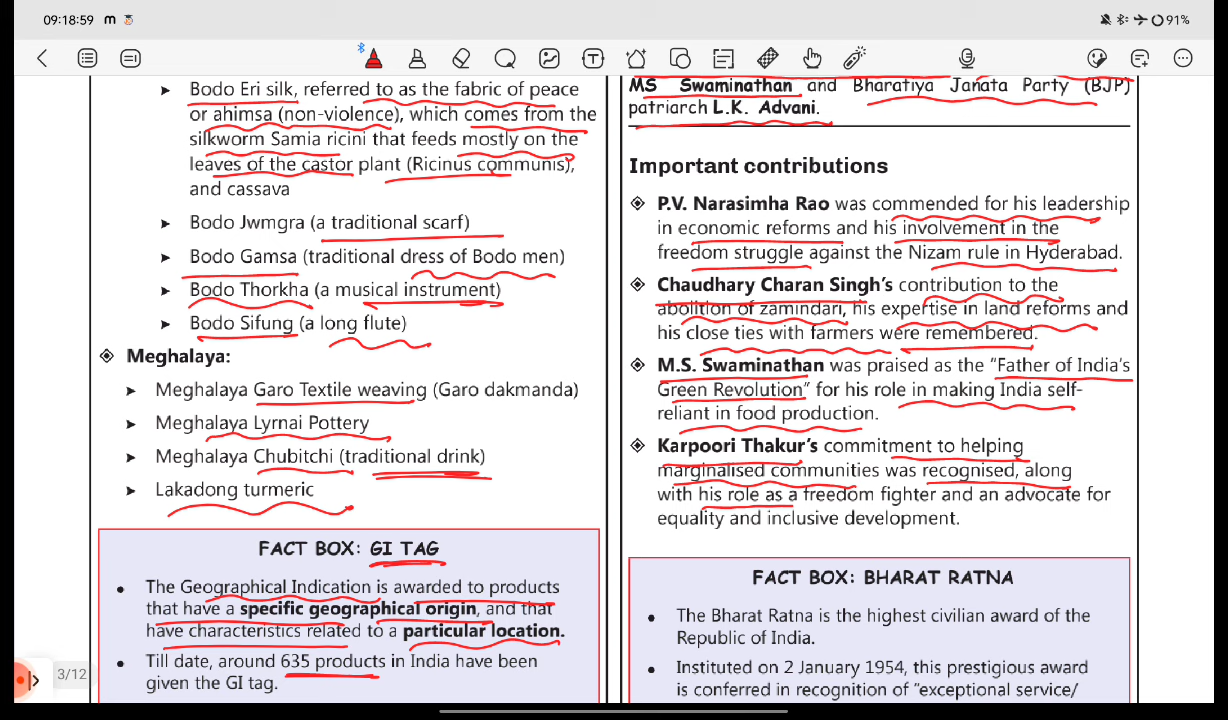 09:18:59 m
91%
Bodo Eri silk, referred to as the fabric of peace
or ahimsa (non-violence), which comes from the
silkworm Samia ricini that feeds mostly on the
leaves of the castor plant (Ricinus communis),
and cassava
Bodo Jwmgra (a traditional scarf)
Bodo Gamsa (traditional dress of Bodo men)
Bodo Thorkha (a musical instrument)
Bodo Sifung (a long flute)
Meghalaya:
Meghalaya Garo Textile weaving (Garo dakmanda)
Meghalaya Lyrnai Pottery
Meghalaya Chubitchi (traditional drink)
Lakadong turmeric
FACT BOX: GI TAG
The Geographical Indication is awarded to products
that have a specific geographical origin, and that
have characteristics related to a particular location.
Till date, around 635 products in India have been
given the GI tag.
3/12
MS Swaminathan and Bharatiya Janata Party (BJP)
patriarch L.K. Advani.
Important contributions
P.V. Narasimha Rao was commended for his leadership
in economic reforms and his involvement in the
freedom struggle against the Nizam rule in Hyderabad.
Chaudhary Charan Singh's contribution to the
abolition of zamindari, his expertise in land reforms and
his close ties with farmers were remembered.
M.S. Swaminathan was praised as the "Father of India's
Green Revolution" for his role in making India self-
reliant in food production.
Karpoori Thakur's commitment to helping
marginalised communities was recognised, along
with his role as a freedom fighter and an advocate for
equality and inclusive development.
FACT BOX: BHARAT RATNA
The Bharat Ratna is the highest civilian award of the
Republic of India.
Instituted on 2 January 1954, this prestigious award
is conferred in recognition of "exceptional service/